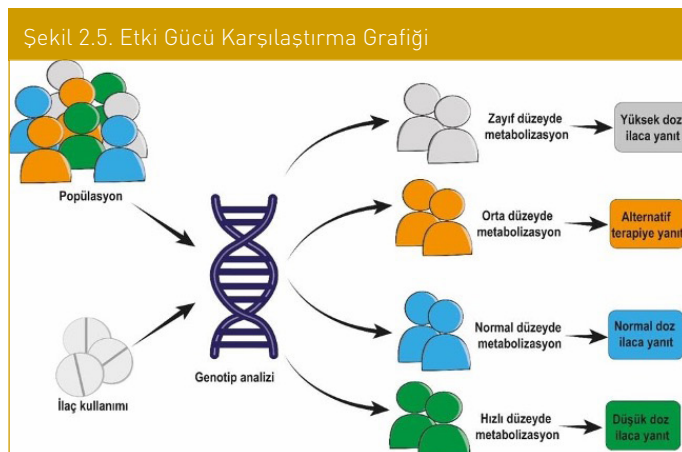 Şekil 2.5. Etki Gücü Karşılaştırma Grafiği
Popülasyon
İlaç kullanımı
Genotip analizi
Zayıf düzeyde
metabolizasyon
Yüksek doz
ilaca yanıt
Orta düzeyde
metabolizasyon
Alternatif
terapiye yanıt
Normal düzeyde
metabolizasyon
Normal doz
ilaca yanıt
Hızlı düzeyde
metabolizasyon
Düşük doz
ilaca yanıt